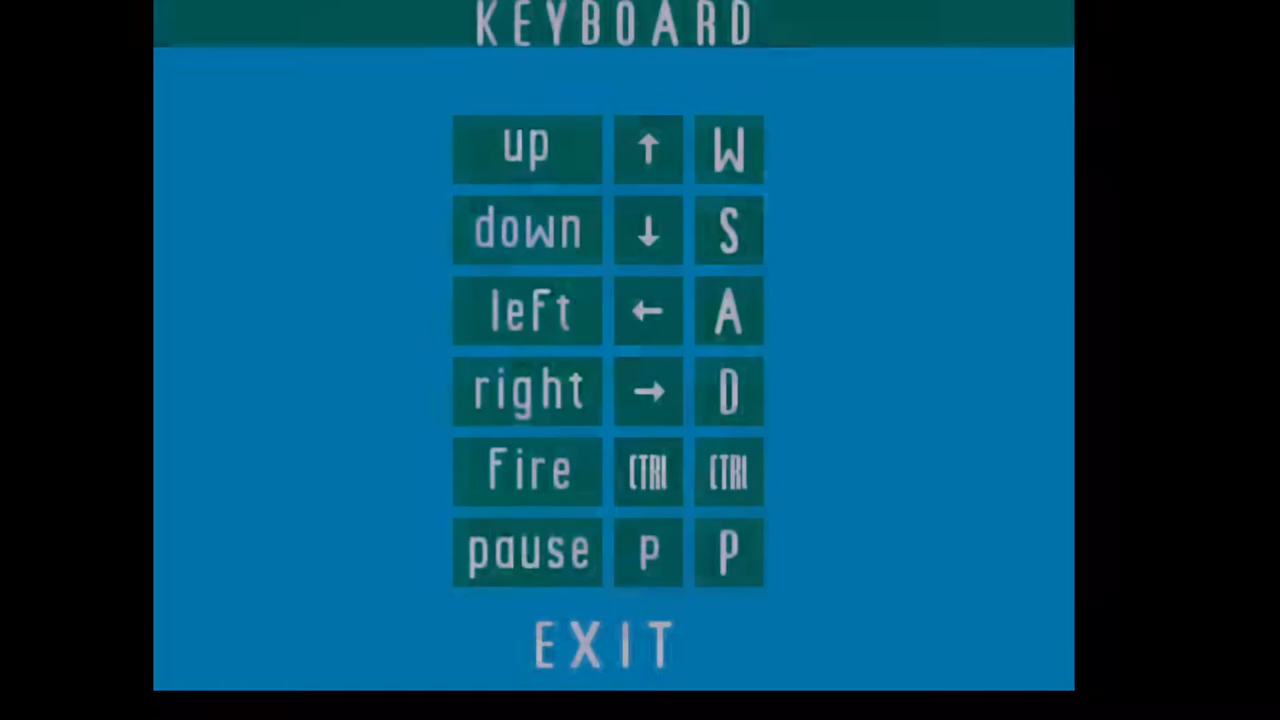 KEYBOARD
up ↑ W
down ↓ S
left ← A
right → D
Fire CTRl CTRl
pause p P
EXIT